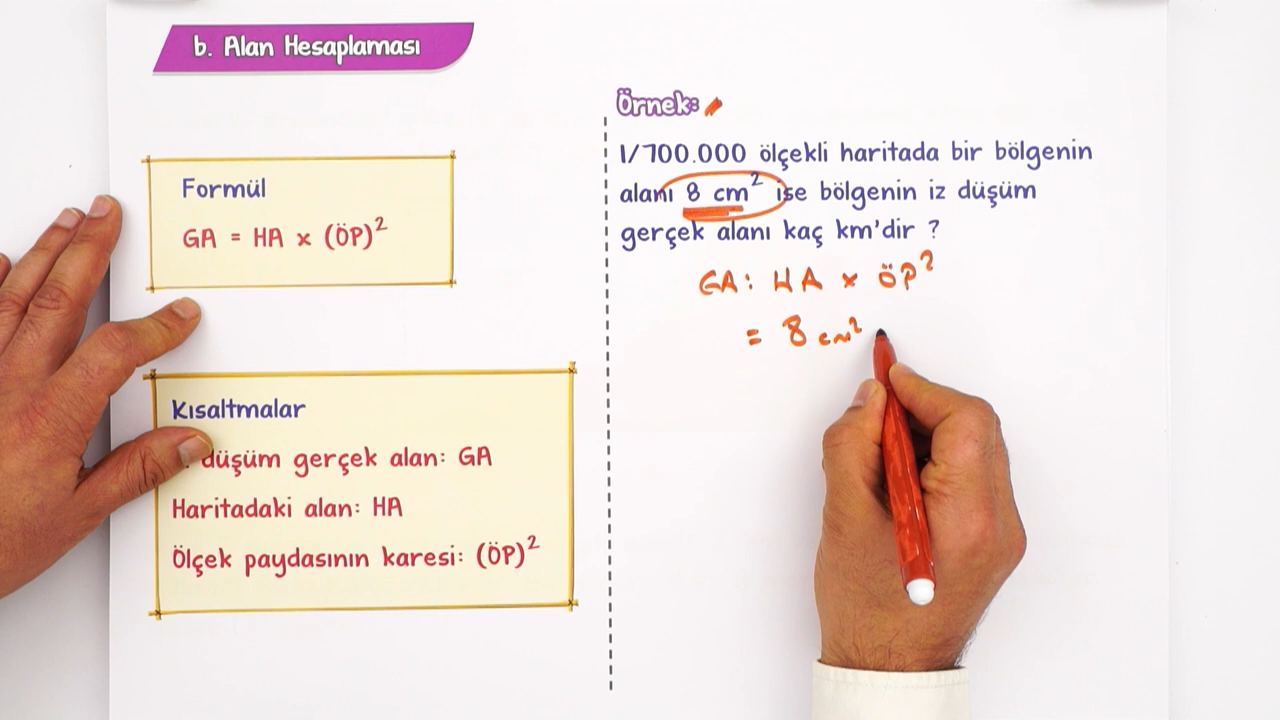 b. Alan Hesaplaması
Formül
GA = HA x (ÖP)²
Kısaltmalar
düşüm gerçek alan: GA
Haritadaki alan: HA
Ölçek paydasının karesi: (ÖP)²
Örnek:
1/700.000 ölçekli haritada bir bölgenin
alanı 8 cm² ise bölgenin iz düşüm
gerçek alanı kaç km'dir ?
GA: HA x ÖP²
= 8 cm²